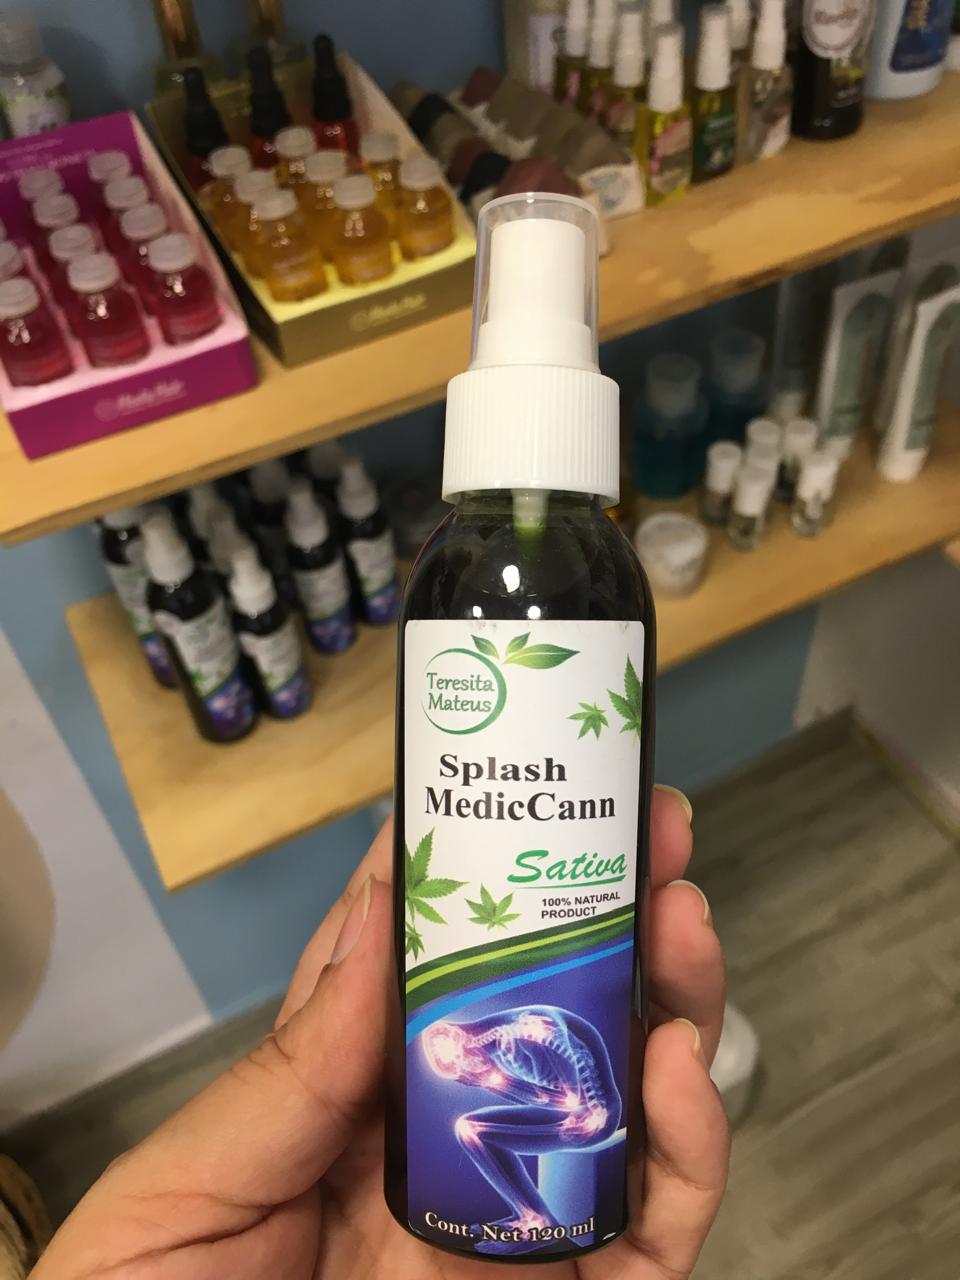 Teresita
Mateus
Splash
MedicCann
Sativa
100% NATURAL
PRODUCT
Cont. Net 120 ml